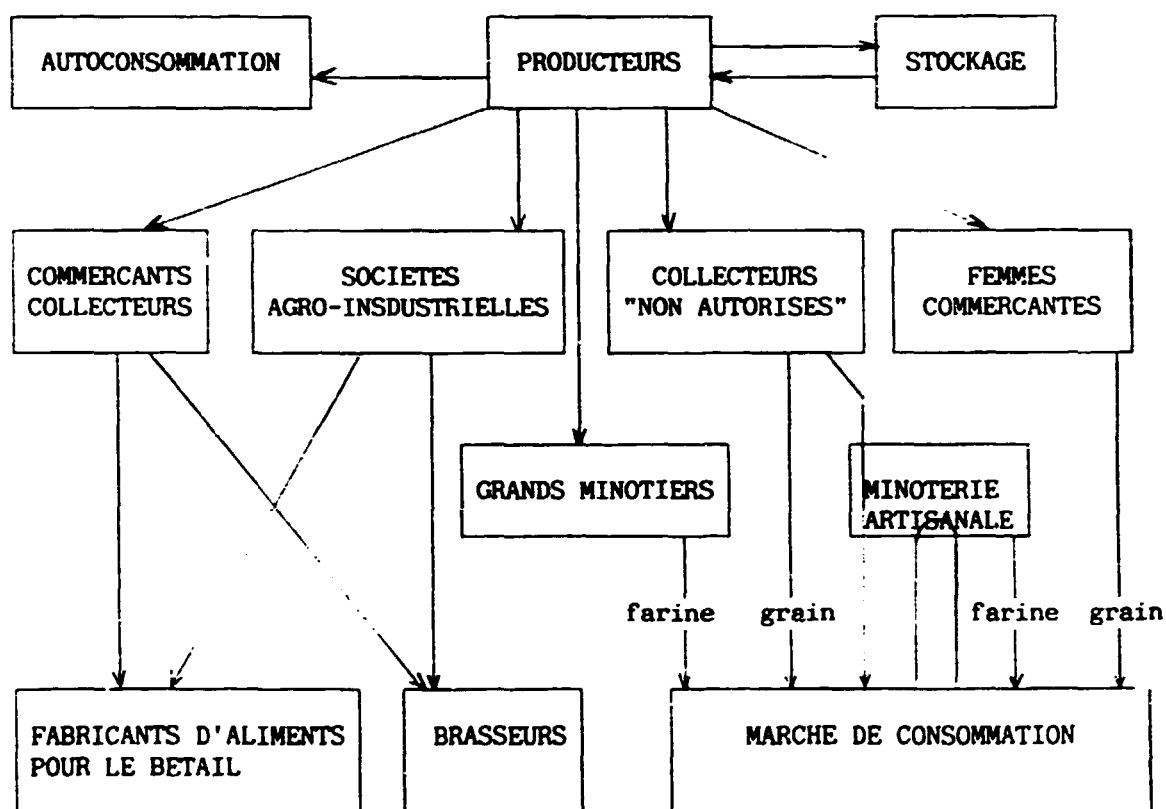 AUTOCONSOMMATION
PRODUCTEURS
STOCKAGE
COMMERCANTS
COLLECTEURS
SOCIETES
AGRO-INSDUSTRIELLES
COLLECTEURS
"NON AUTORISES"
FEMMES
COMMERCANTES
GRANDS MINOTIERS
MINOTERIE
ARTISANALE
farine
grain
farine
grain
FABRICANTS D'ALIMENTS
POUR LE BETAIL
BRASSEURS
MARCHE DE CONSOMMATION